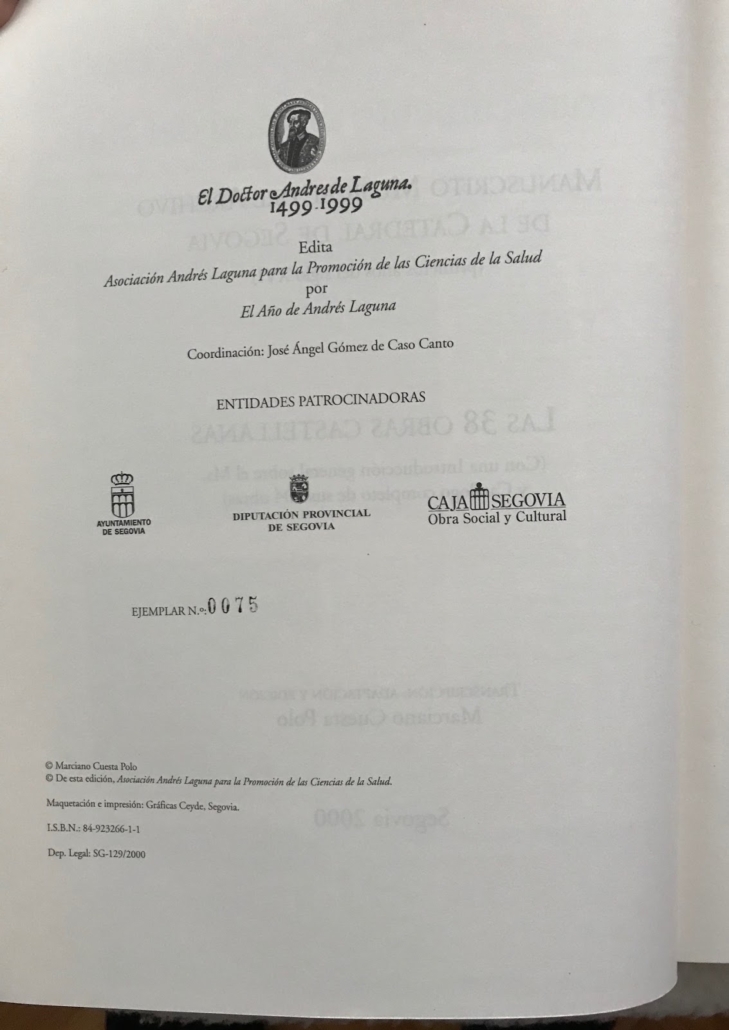 El Doctor Andres de Laguna.
1499-1999
Edita
Asociación Andrés Laguna para la Promoción de las Ciencias de la Salud
por
El Año de Andrés Laguna
Coordinación: José Ángel Gómez de Caso Canto
ENTIDADES PATROCINADORAS
AYUNTAMIENTO
DE SEGOVIA
DIPUTACIÓN PROVINCIAL
DE SEGOVIA
CAJA SEGOVIA
Obra Social y Cultural
EJEMPLAR N.º: 0075
© Marciano Cuesta Polo
© De esta edición, Asociación Andrés Laguna para la Promoción de las Ciencias de la Salud.
Maquetación e impresión: Gráficas Ceyde, Segovia.
I.S.B.N.: 84-923266-1-1
Dep. Legal: SG-129/2000